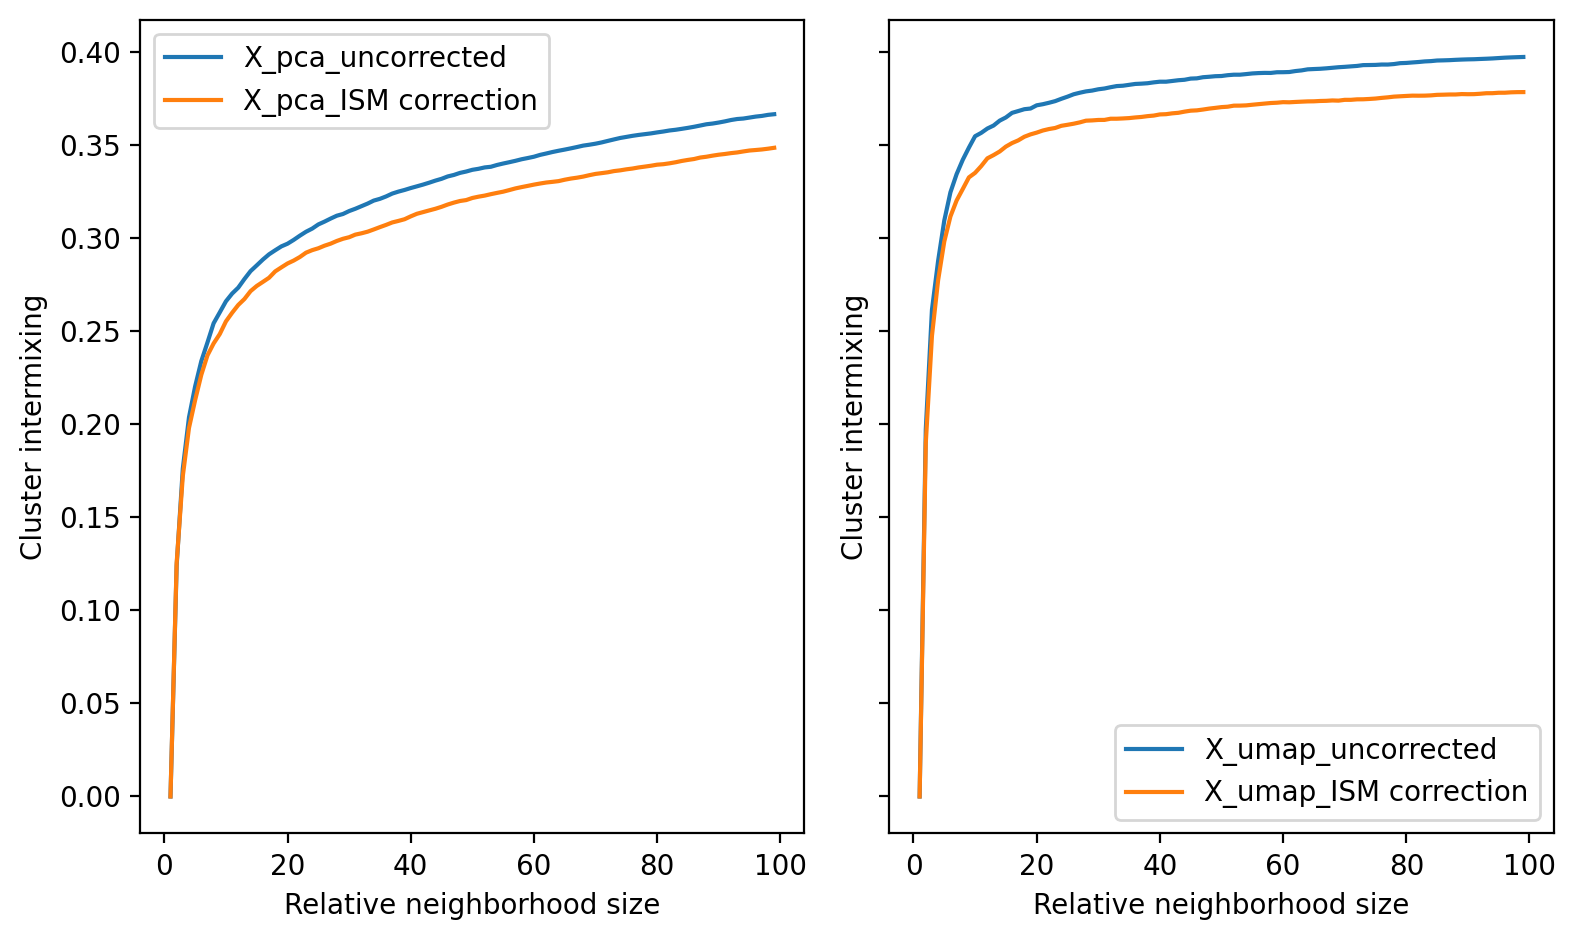 X_pca_uncorrected
X_pca_ISM correction
0.40
0.35
0.30
0.25
0.20
0.15
0.10
0.05
0.00
Cluster intermixing
0 20 40 60 80 100
Relative neighborhood size
Cluster intermixing
X_umap_uncorrected
X_umap_ISM correction
0 20 40 60 80 100
Relative neighborhood size